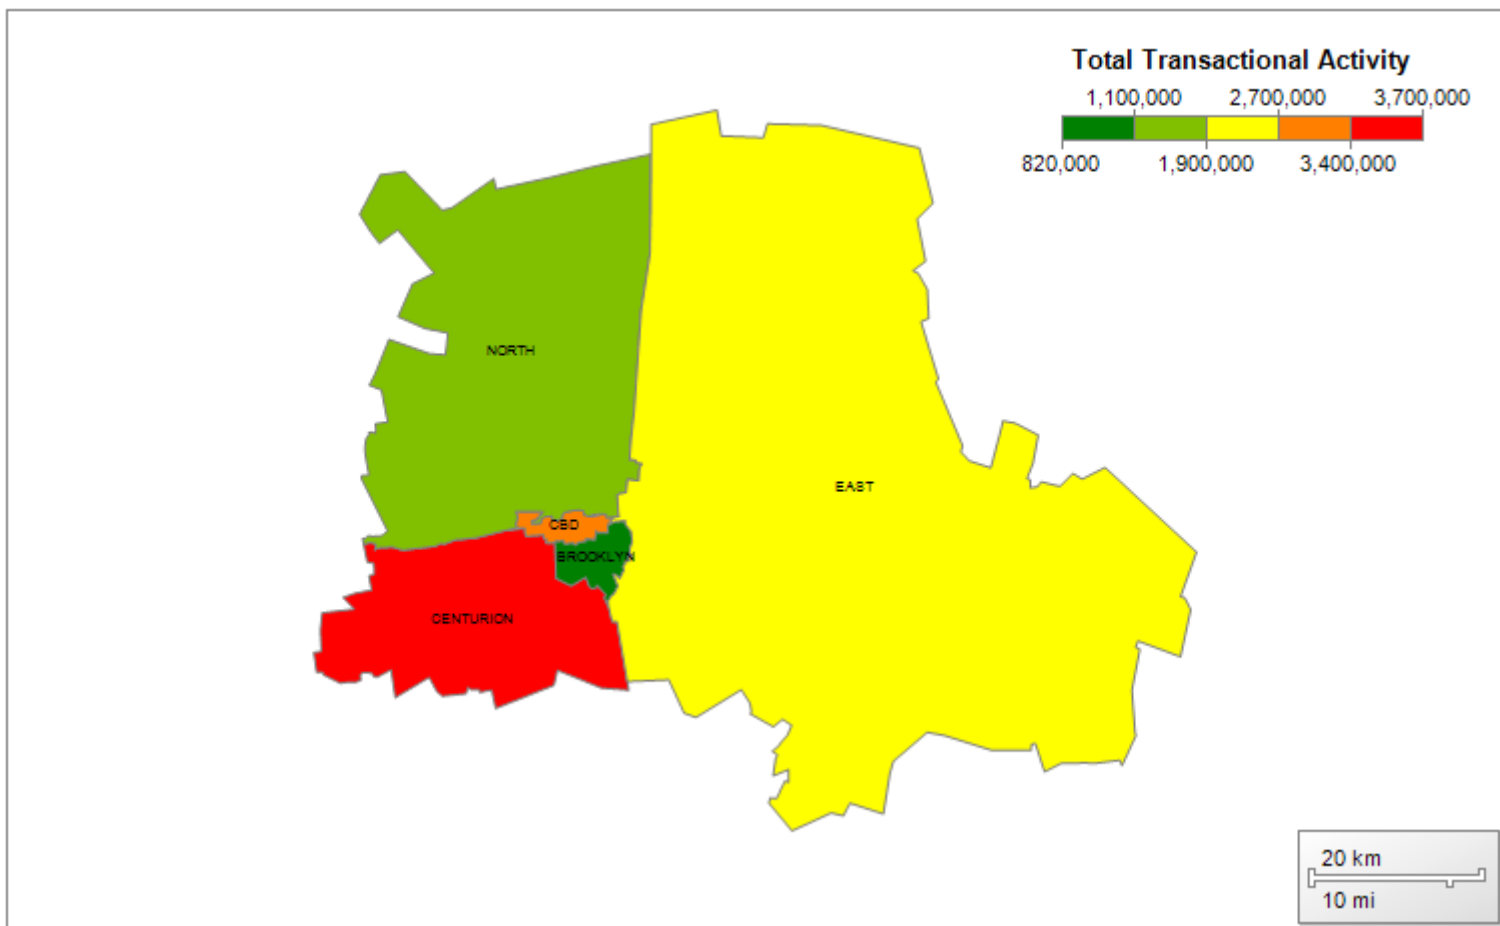 Total Transactional Activity
1,100,000 2,700,000 3,700,000
820,000 1,900,000 3,400,000
NORTH
EAST
CBD
BROOKLYN
CENTURION
20 km
10 mi